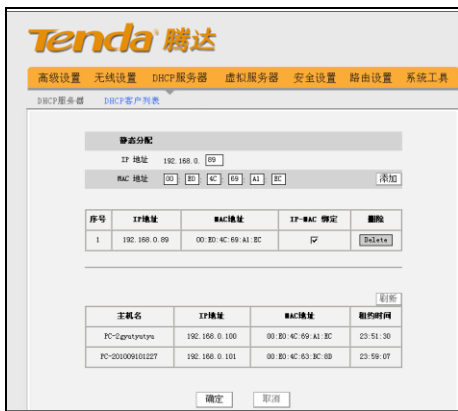 Tenda 腾达
高级设置 无线设置 DHCP服务器 虚拟服务器 安全设置 路由设置 系统工具
DHCP服务器 DHCP客户列表
静态分配
IP 地址 192.168.0. 89
MAC 地址 00 : E0 : 4C : 69 : A1 : EC 添加
序号 IP地址 MAC地址 IP-MAC 绑定 删除
1 192.168.0.89 00:E0:4C:69:A1:EC Delete
刷新
主机名 IP地址 MAC地址 租约时间
PC-2gyutyutyu 192.168.0.100 00:E0:4C:69:A1:EC 23:51:30
PC-201009101227 192.168.0.101 00:E0:4C:63:BC:8D 23:59:07
确定 取消